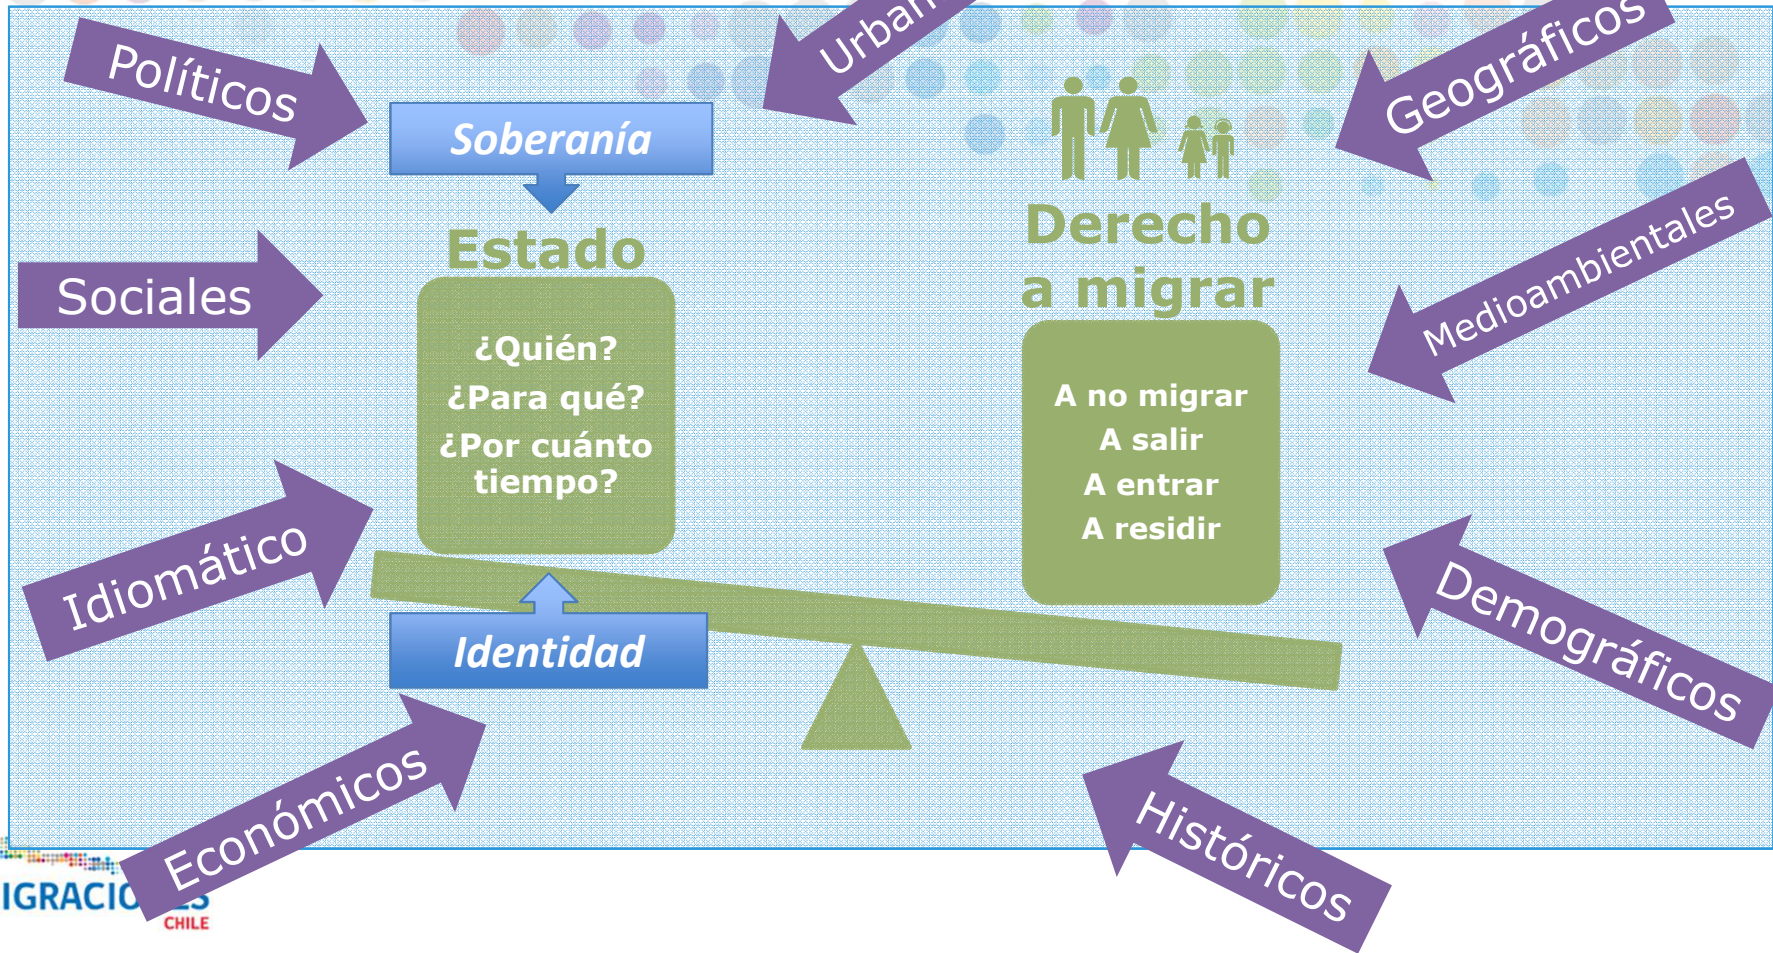 Políticos
Urban
Geográficos
Soberanía
Derecho
a migrar
Estado
Medioambientales
Sociales
¿Quién?
¿Para qué?
¿Por cuánto
tiempo?
A no migrar
A salir
A entrar
A residir
Idiomático
Demográficos
Identidad
Económicos
Históricos
CHILE